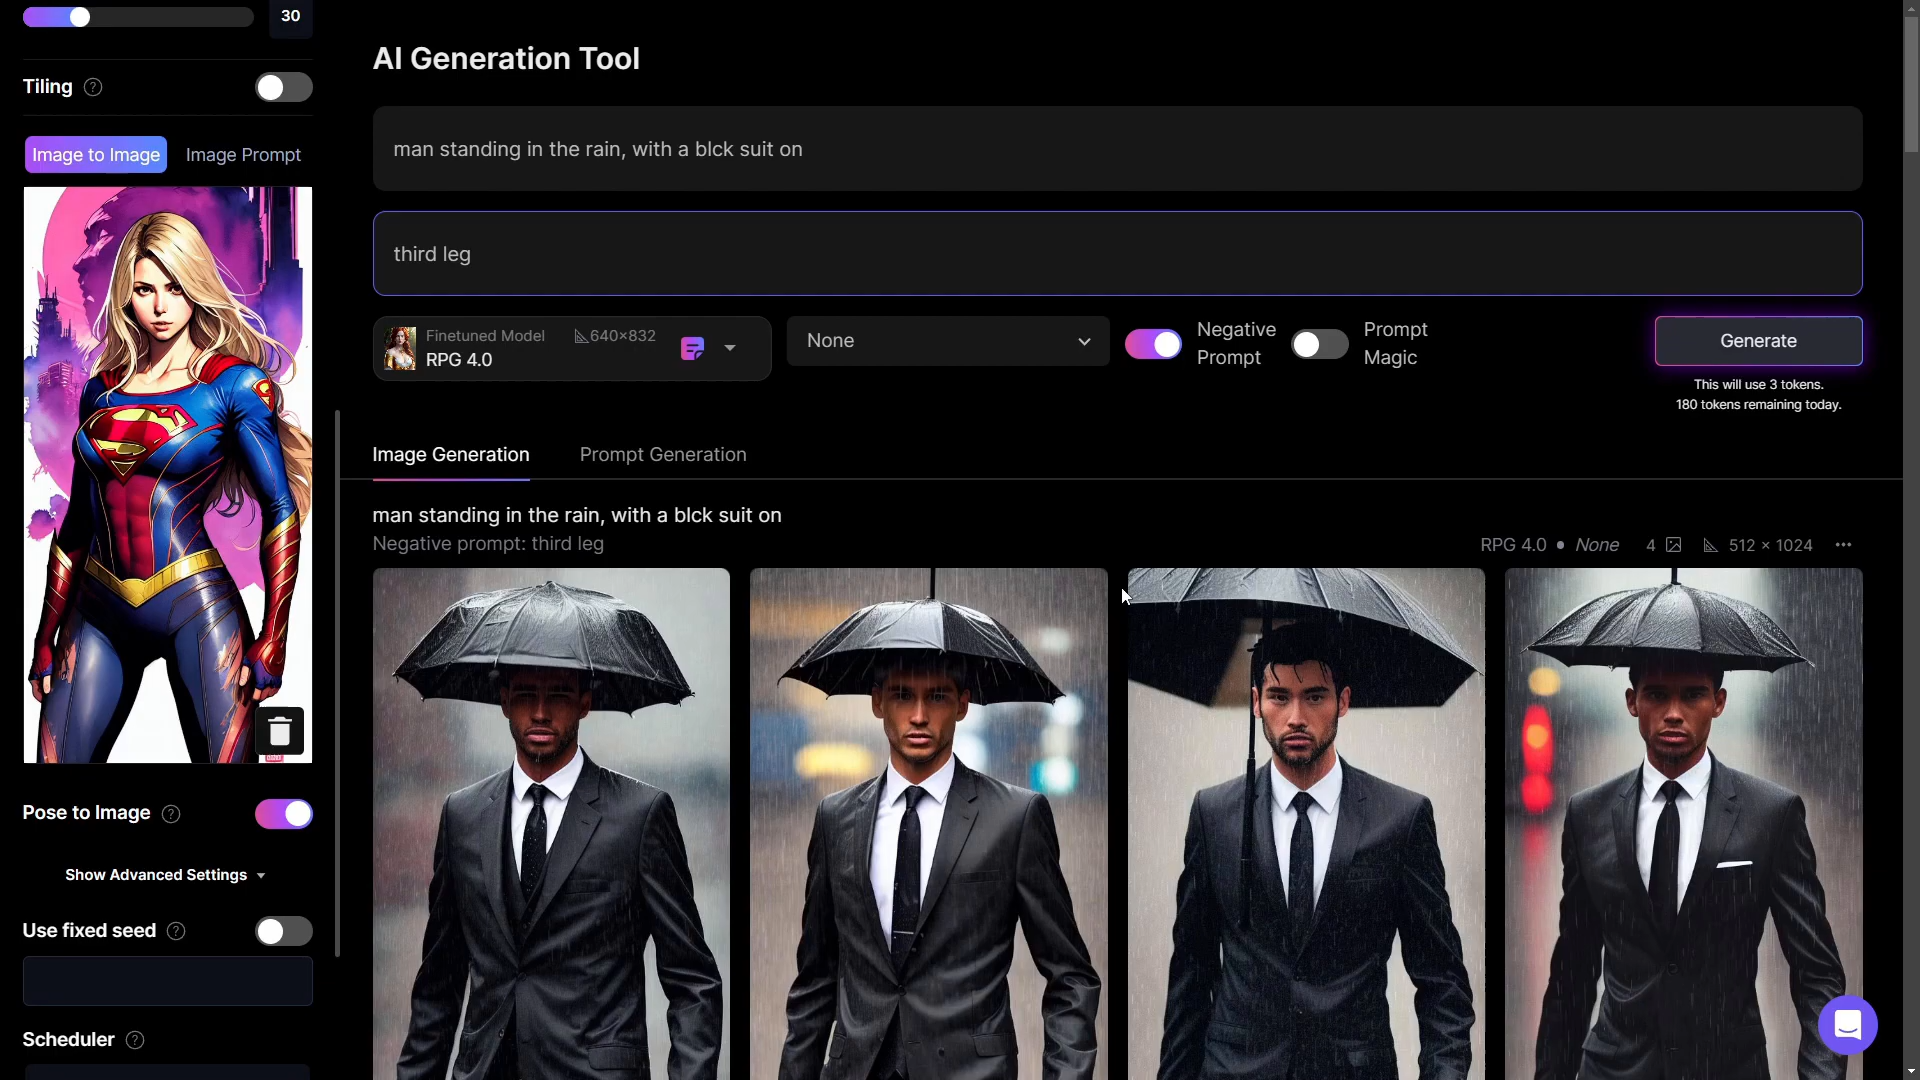 30
AI Generation Tool
Tiling
Image to Image
Image Prompt
man standing in the rain, with a blck suit on
third leg
Finetuned Model
640×832
RPG 4.0
None
Negative
Prompt
Prompt
Magic
Generate
This will use 3 tokens.
180 tokens remaining today.
Image Generation
Prompt Generation
man standing in the rain, with a blck suit on
Negative prompt: third leg
RPG 4.0 • None
4
512 × 1024
Pose to Image
Show Advanced Settings
Use fixed seed
Scheduler